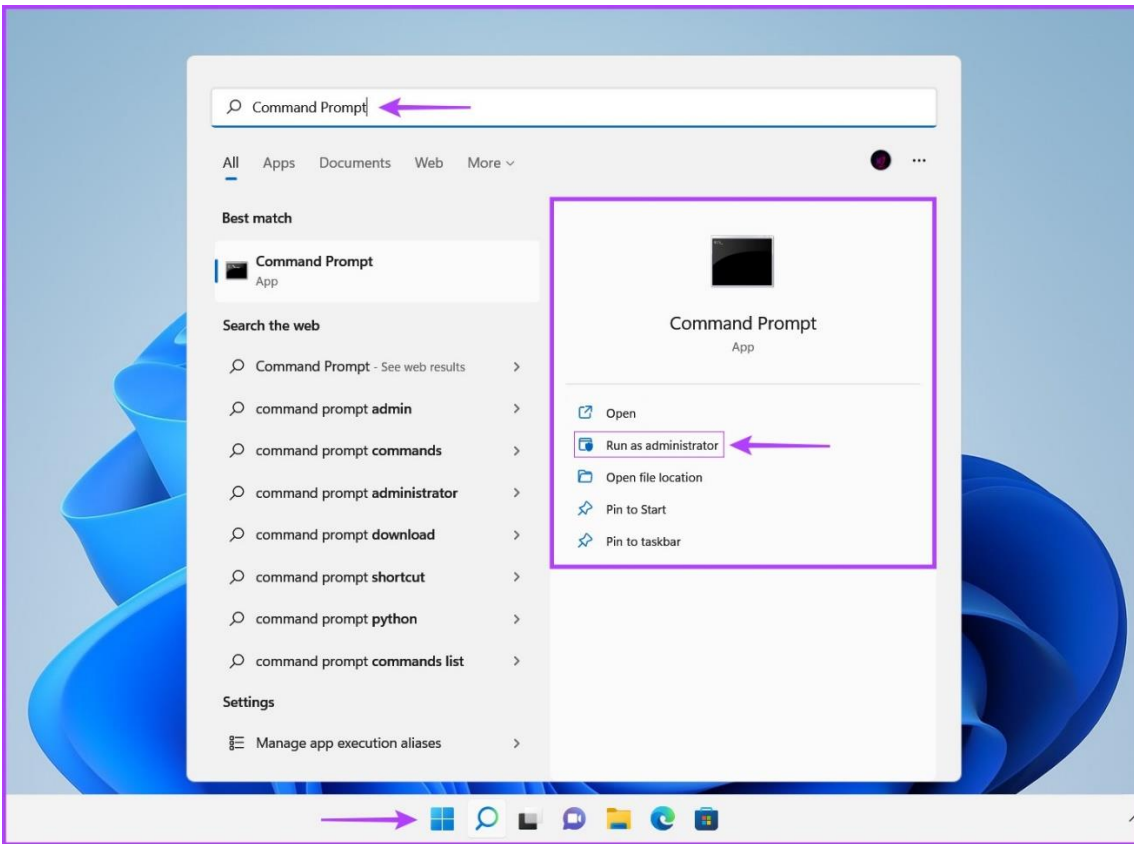 Command Prompt
All Apps Documents Web More
Best match
Command Prompt
App
Search the web
Command Prompt - See web results
command prompt admin
command prompt commands
command prompt administrator
command prompt download
command prompt shortcut
command prompt python
command prompt commands list
Settings
Manage app execution aliases
Command Prompt
App
Open
Run as administrator
Open file location
Pin to Start
Pin to taskbar